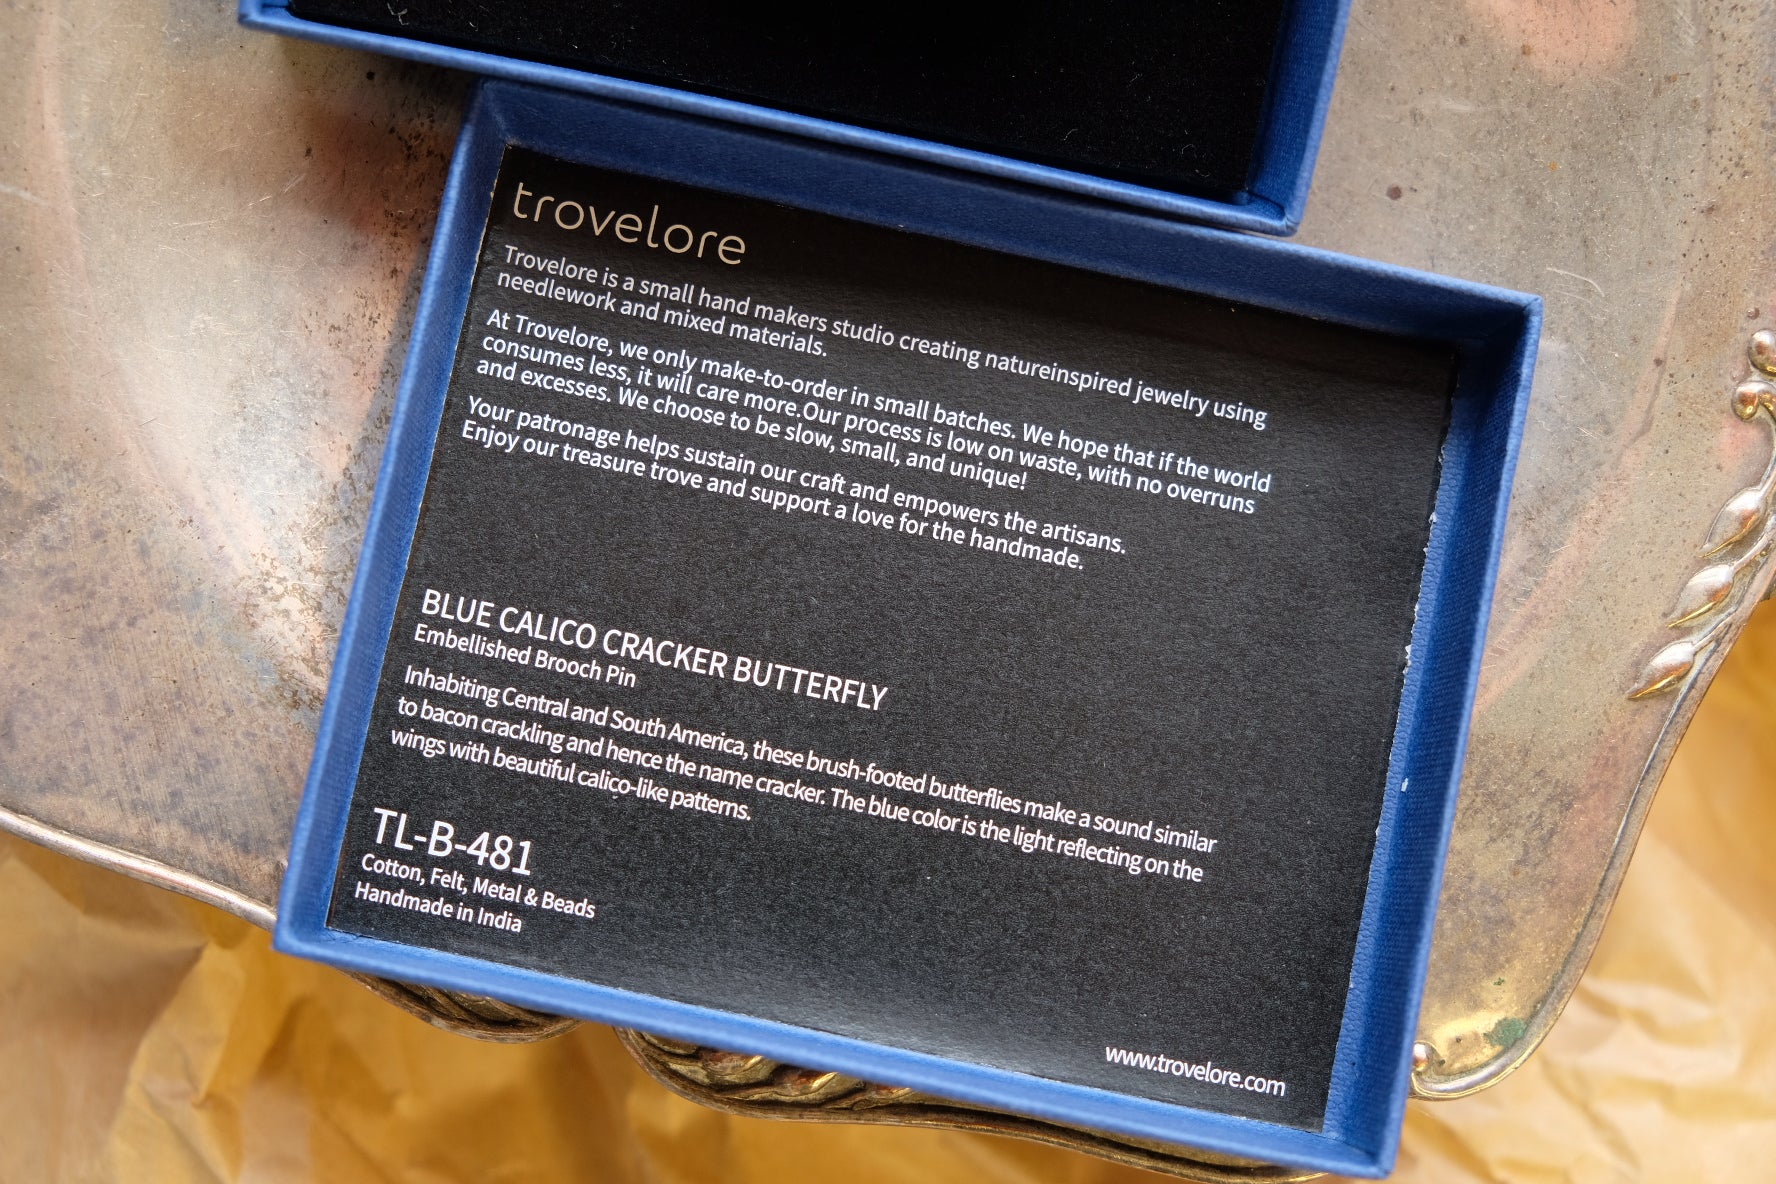 trovelore
Trovelore is a small hand makers studio creating natureinspired jewelry using
needlework and mixed materials.
At Trovelore, we only make-to-order in small batches. We hope that if the world
consumes less, it will care more.Our process is low on waste, with no overruns
and excesses. We choose to be slow, small, and unique!
Your patronage helps sustain our craft and empowers the artisans.
Enjoy our treasure trove and support a love for the handmade.
BLUE CALICO CRACKER BUTTERFLY
Embellished Brooch Pin
Inhabiting Central and South America, these brush-footed butterflies make a sound similar
to bacon crackling and hence the name cracker. The blue color is the light reflecting on the
wings with beautiful calico-like patterns.
TL-B-481
Cotton, Felt, Metal & Beads
Handmade in India
www.trovelore.com